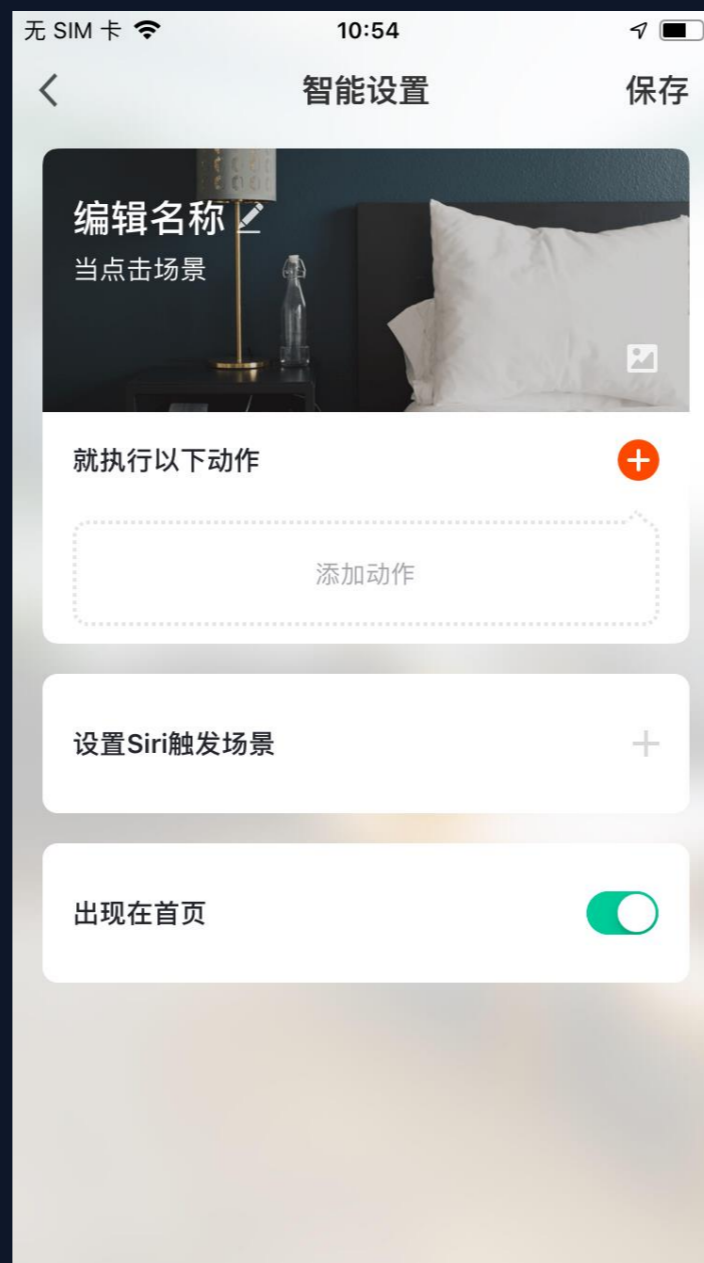 无 SIM 卡
10:54
智能设置
保存
编辑名称
当点击场景
就执行以下动作
添加动作
设置Siri触发场景
出现在首页